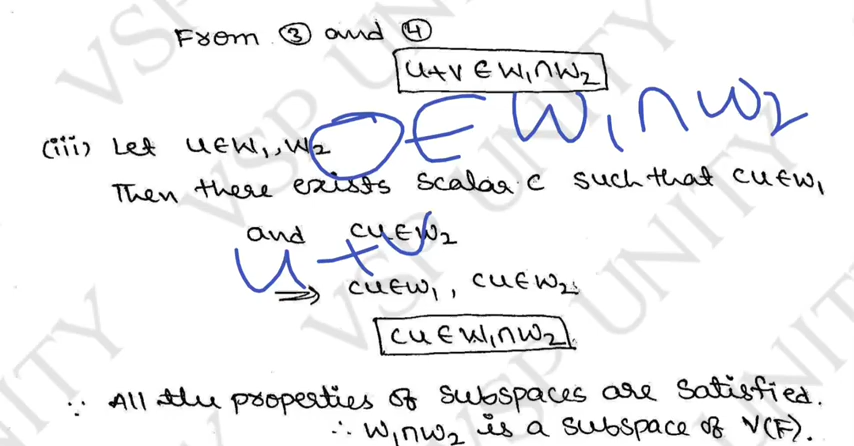 From ③ and ④
u+v ∈ W₁∩W₂
0 ∈ W₁∩W₂
(iii) Let u∈W₁, W₂
Then there exists scalar c such that cu∈W₁
and cu∈W₂
u+v
⇒ cu∈W₁, cu∈W₂
cu∈W₁∩W₂
∴ All the properties of subspaces are satisfied.
∴ W₁∩W₂ is a subspace of V(F).
VSP UNITY